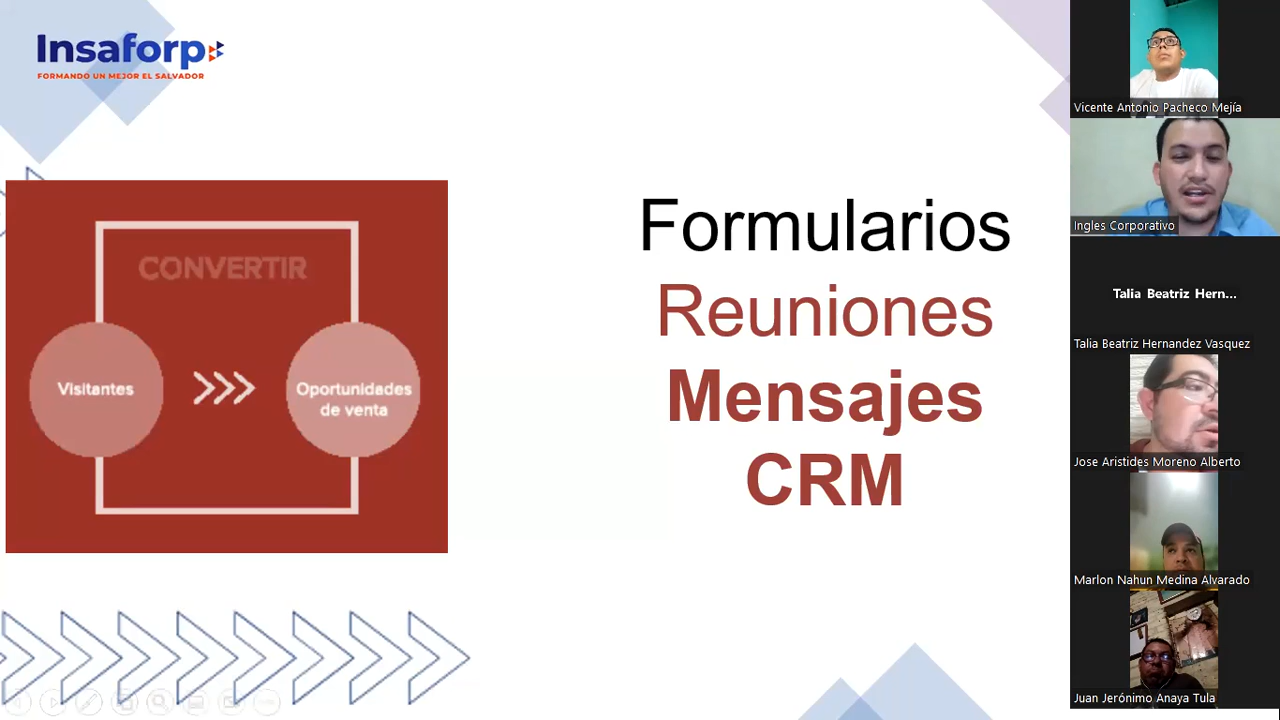 Insaforp
FORMANDO UN MEJOR EL SALVADOR
CONVERTIR
Visitantes
Oportunidades
de venta
Formularios
Reuniones
Mensajes
CRM
Vicente Antonio Pacheco Mejía
Ingles Corporativo
Talia Beatriz Hern...
Talia Beatriz Hernandez Vasquez
Jose Aristides Moreno Alberto
Marlon Nahun Medina Alvarado
Juan Jerónimo Anaya Tula